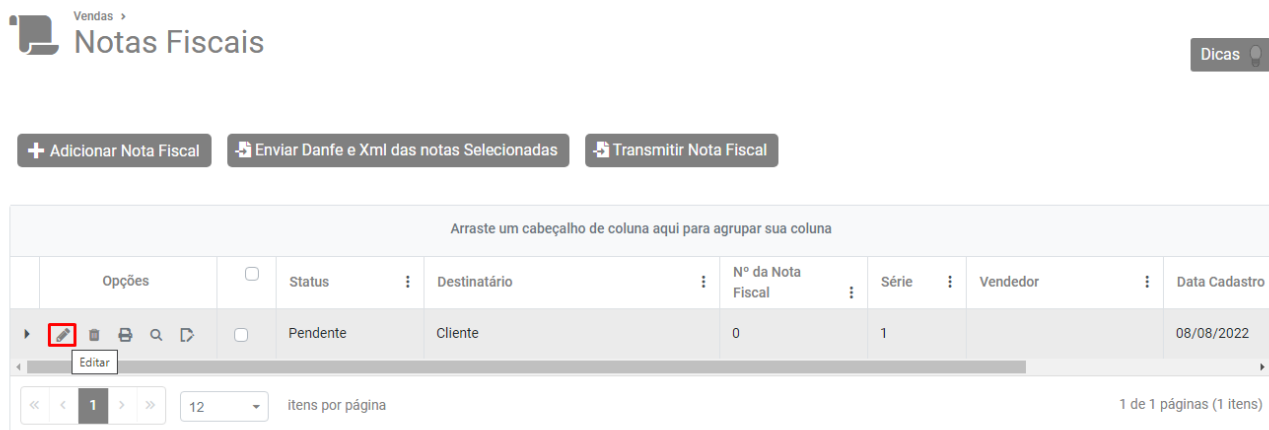 Vendas >
Notas Fiscais
Dicas
Adicionar Nota Fiscal
Enviar Danfe e Xml das notas Selecionadas
Transmitir Nota Fiscal
Arraste um cabeçalho de coluna aqui para agrupar sua coluna
Opções
Status
Destinatário
Nº da Nota
Fiscal
Série
Vendedor
Data Cadastro
Pendente
Cliente
0
1
08/08/2022
Editar
1
12
itens por página
1 de 1 páginas (1 itens)